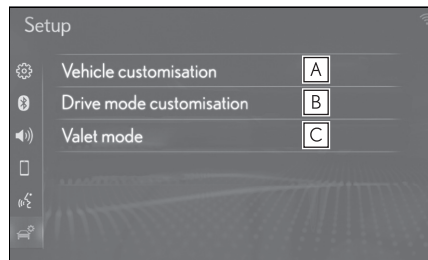 Setup
Vehicle customisation A
Drive mode customisation B
Valet mode C